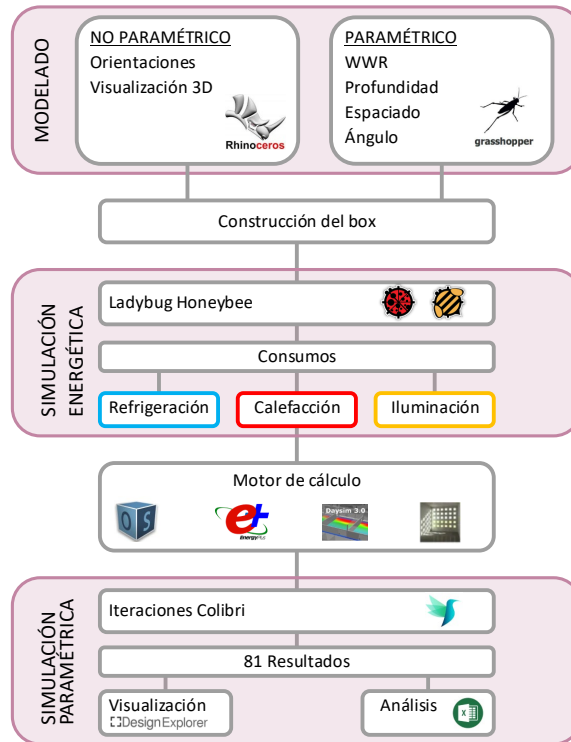 MODELADO
NO PARAMÉTRICO
Orientaciones
Visualización 3D
Rhinoceros
PARAMÉTRICO
WWR
Profundidad
Espaciado
Ángulo
grasshopper
Construcción del box
SIMULACIÓN
ENERGÉTICA
Ladybug Honeybee
Consumos
Refrigeración
Calefacción
Iluminación
Motor de cálculo
OS
e+
EnergyPlus
Daysim 3.0
SIMULACIÓN
PARAMÉTRICA
Iteraciones Colibri
81 Resultados
Visualización
DesignExplorer
Análisis
X